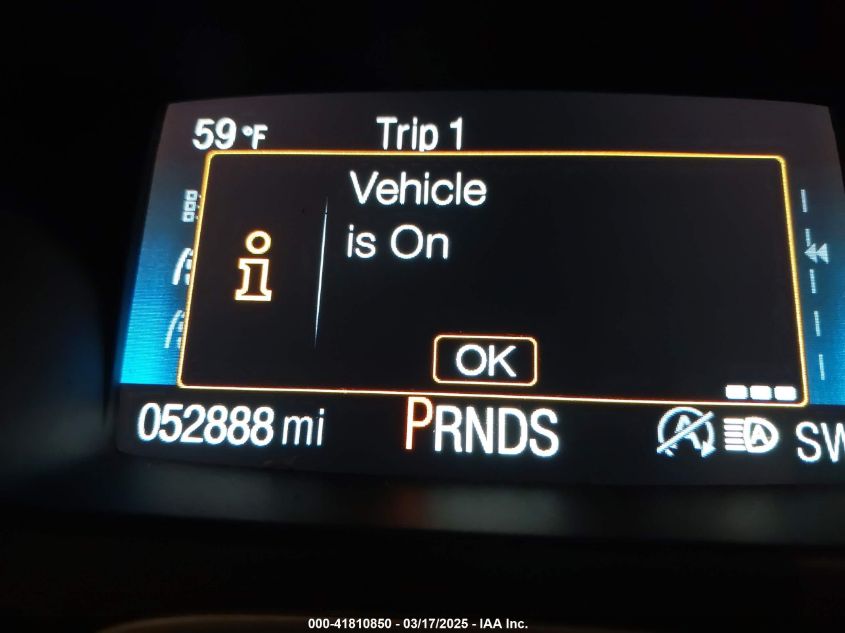 59 °F Trip 1
Vehicle
is On
OK
052888 mi PRNDS A A SW
000-41810850 - 03/17/2025 - IAA Inc.